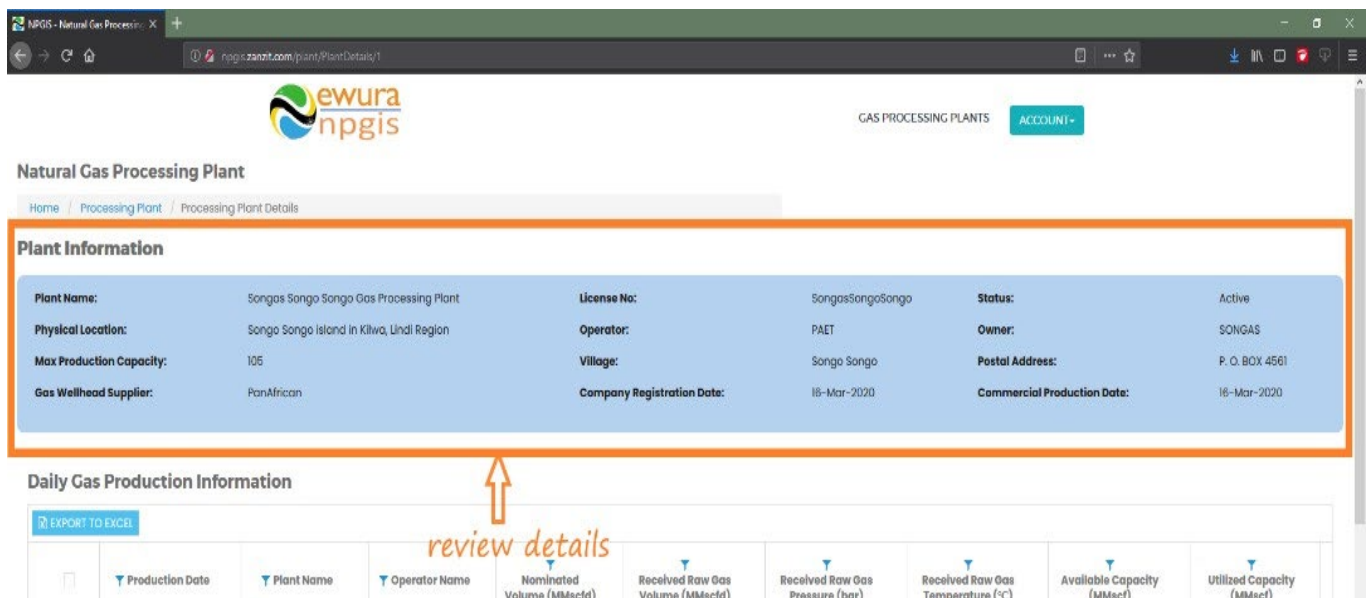 NPGIS - Natural Gas Processing
npgis.zanzit.com/plant/PlantDetails/1
ewura
npgis
GAS PROCESSING PLANTS
ACCOUNT
Natural Gas Processing Plant
Home / Processing Plant / Processing Plant Details
Plant Information
Plant Name: Songas Songo Songo Gas Processing Plant License No: SongasSongoSongo Status: Active
Physical Location: Songo Songo island in Kilwa, Lindi Region Operator: PAET Owner: SONGAS
Max Production Capacity: 105 Village: Songo Songo Postal Address: P. O. BOX 4561
Gas Wellhead Supplier: PanAfrican Company Registration Date: 16-Mar-2020 Commercial Production Date: 16-Mar-2020
Daily Gas Production Information
EXPORT TO EXCEL
review details
Production Date Plant Name Operator Name Nominated Received Raw Gas Received Raw Gas Received Raw Gas Available Capacity Utilized Capacity
Volume (MMscfd) Volume (MMscfd) Pressure (bar) Temperature (°C) (MMscf) (MMscf)